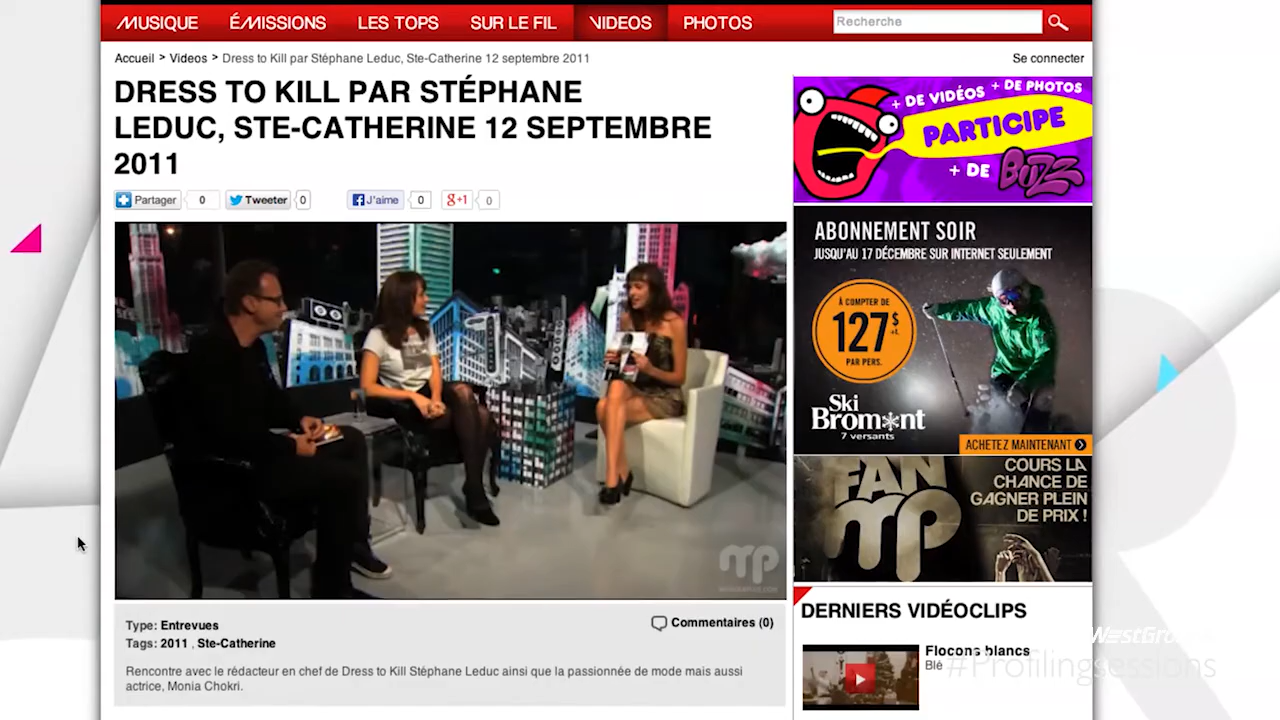 MUSIQUE ÉMISSIONS LES TOPS SUR LE FIL VIDEOS PHOTOS Recherche
Accueil > Videos > Dress to Kill par Stéphane Leduc, Ste-Catherine 12 septembre 2011
Se connecter
DRESS TO KILL PAR STÉPHANE
LEDUC, STE-CATHERINE 12 SEPTEMBRE
2011
Partager 0 Tweeter 0 J'aime 0 +1 0
mp
Type: Entrevues
Commentaires (0)
Tags: 2011 , Ste-Catherine
Rencontre avec le rédacteur en chef de Dress to Kill Stéphane Leduc ainsi que la passionnée de mode mais aussi
actrice, Monia Chokri.
+ DE VIDÉOS + DE PHOTOS
PARTICIPE
+ DE BUZZ
ABONNEMENT SOIR
JUSQU'AU 17 DÉCEMBRE SUR INTERNET SEULEMENT
À COMPTER DE
127$
+t.
PAR PERS.
Ski
Bromont
7 versants
ACHETEZ MAINTENANT
FAN
mp
COURS LA
CHANCE DE
GAGNER PLEIN
DE PRIX !
DERNIERS VIDÉOCLIPS
Flocons blancs
Blé
#Profilingsessions